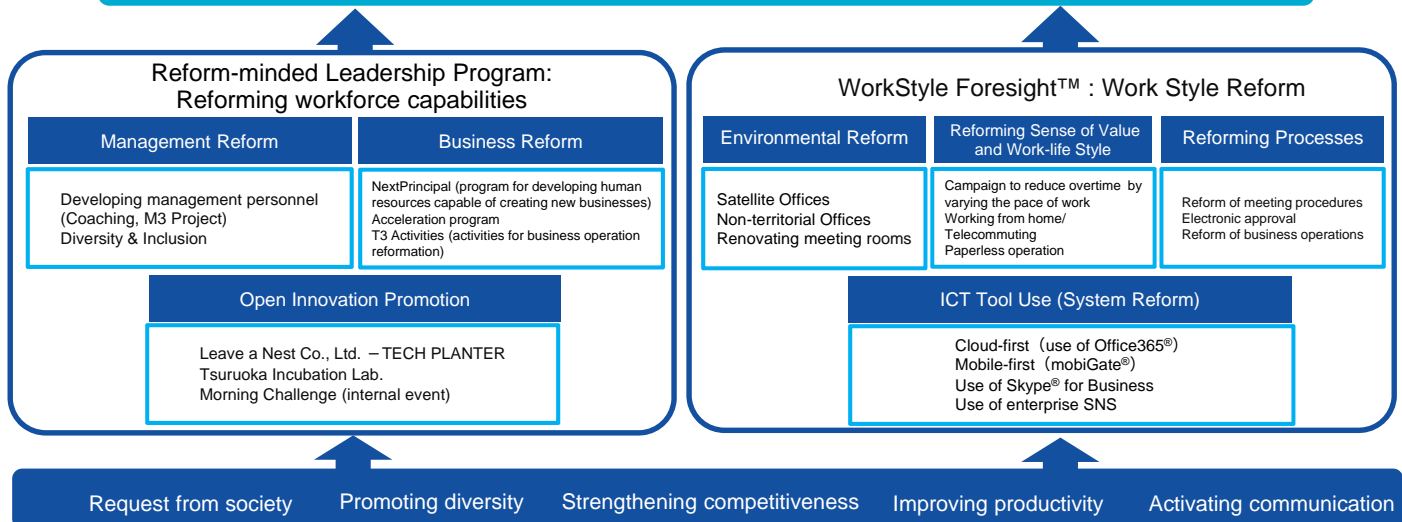 Reform-minded Leadership Program:
Reforming workforce capabilities
Management Reform
Business Reform
Developing management personnel
(Coaching, M3 Project)
Diversity & Inclusion
NextPrincipal (program for developing human
resources capable of creating new businesses)
Acceleration program
T3 Activities (activities for business operation
reformation)
Open Innovation Promotion
Leave a Nest Co., Ltd. －TECH PLANTER
Tsuruoka Incubation Lab.
Morning Challenge (internal event)
WorkStyle Foresight™ : Work Style Reform
Environmental Reform
Reforming Sense of Value
and Work-life Style
Reforming Processes
Satellite Offices
Non-territorial Offices
Renovating meeting rooms
Campaign to reduce overtime by
varying the pace of work
Working from home/
Telecommuting
Paperless operation
Reform of meeting procedures
Electronic approval
Reform of business operations
ICT Tool Use (System Reform)
Cloud-first（use of Office365®）
Mobile-first（mobiGate®）
Use of Skype® for Business
Use of enterprise SNS
Request from society Promoting diversity Strengthening competitiveness Improving productivity Activating communication